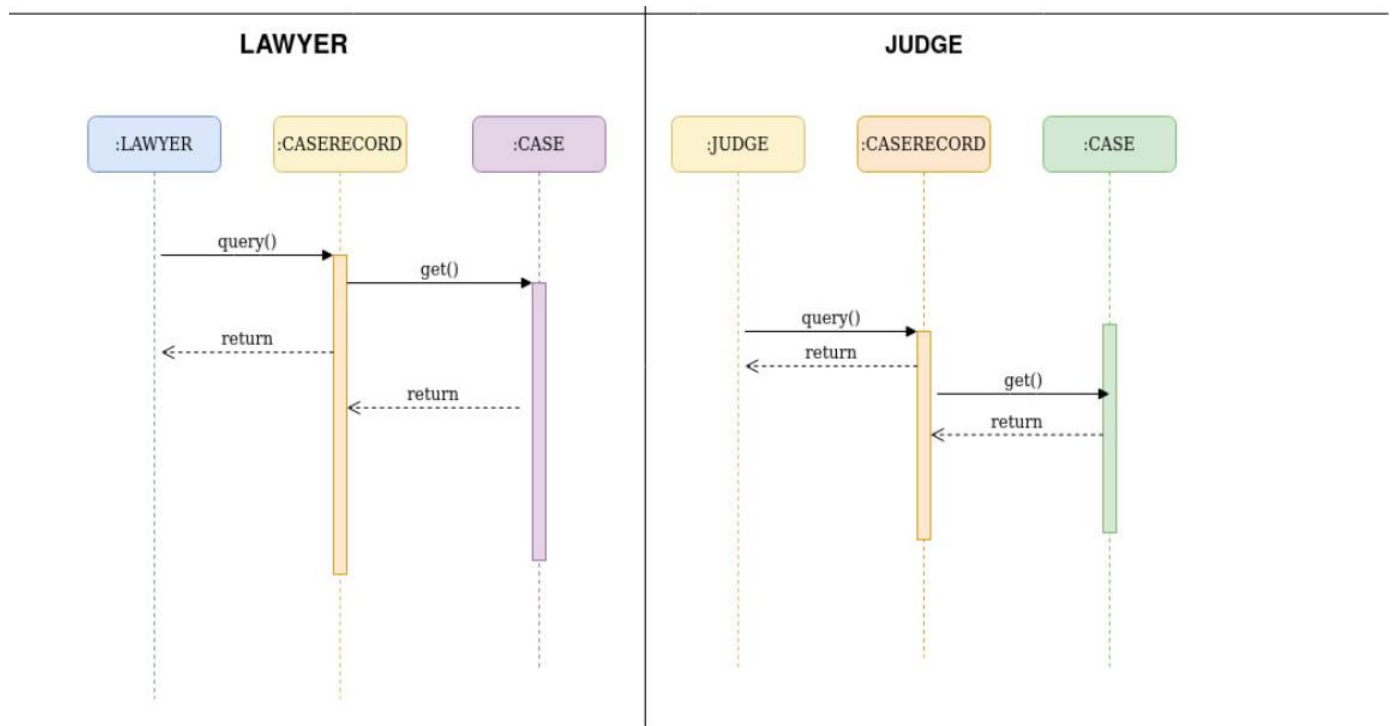 LAWYER
:LAWYER
:CASERECORD
:CASE
query()
get()
return
return
JUDGE
:JUDGE
:CASERECORD
:CASE
query()
return
get()
return